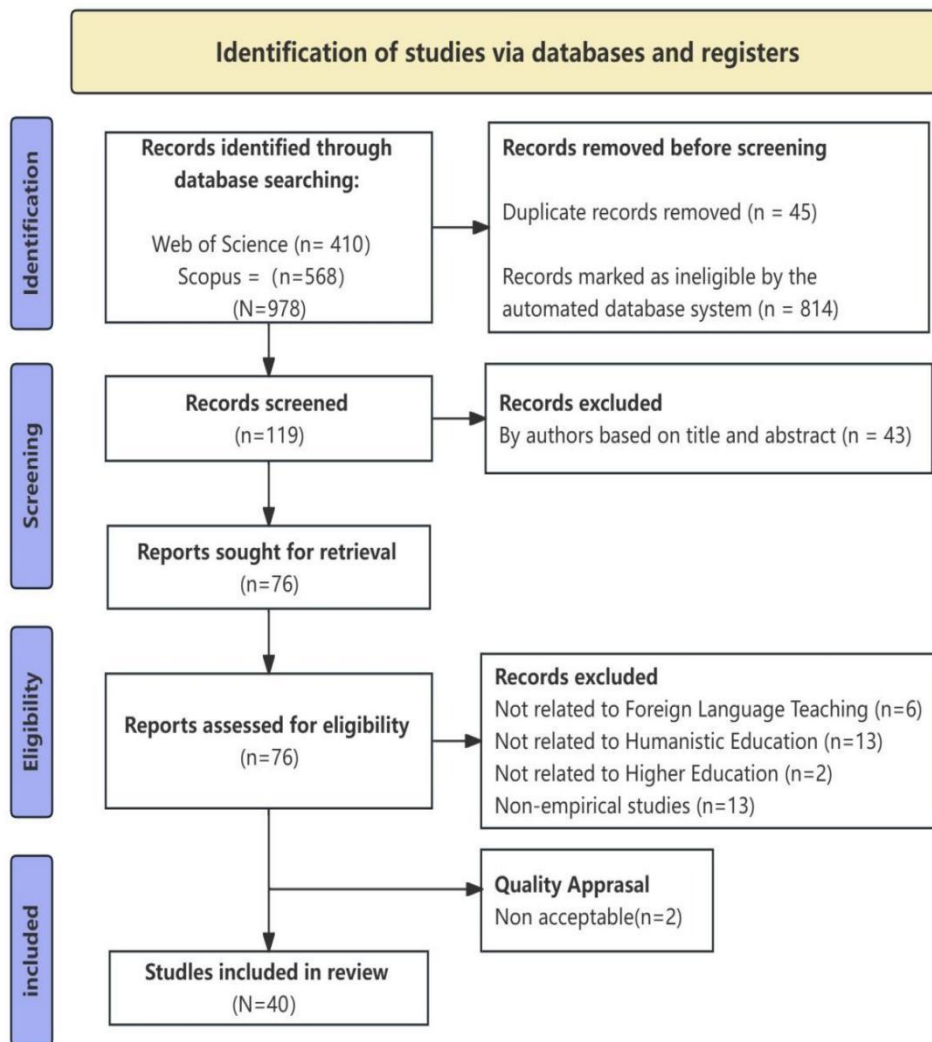 Identification of studies via databases and registers
Identification
Records identified through
database searching:
Web of Science (n= 410)
Scopus =  (n=568)
(N=978)
Records removed before screening
Duplicate records removed (n = 45)
Records marked as ineligible by the
automated database system (n = 814)
Screening
Records screened
(n=119)
Records excluded
By authors based on title and abstract (n = 43)
Reports sought for retrieval
(n=76)
Eligibility
Reports assessed for eligibility
(n=76)
Records excluded
Not related to Foreign Language Teaching (n=6)
Not related to Humanistic Education (n=13)
Not related to Higher Education (n=2)
Non-empirical studies (n=13)
included
Quality Apprasal
Non acceptable(n=2)
Studles included in review
(N=40)